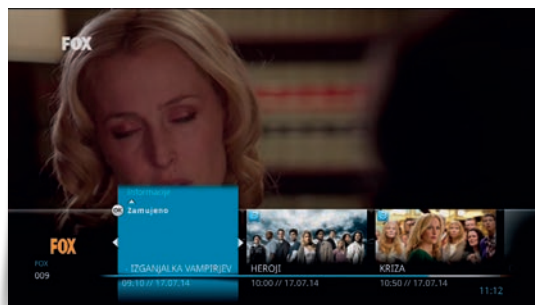 FOX
Informacije
OK Zamujeno
FOX
FOX
009
IZGANJALKA VAMPIRJEV
09:10 // 17.07.14
HEROJI
10:00 // 17.07.14
KRIZA
10:50 // 17.07.14
11:12